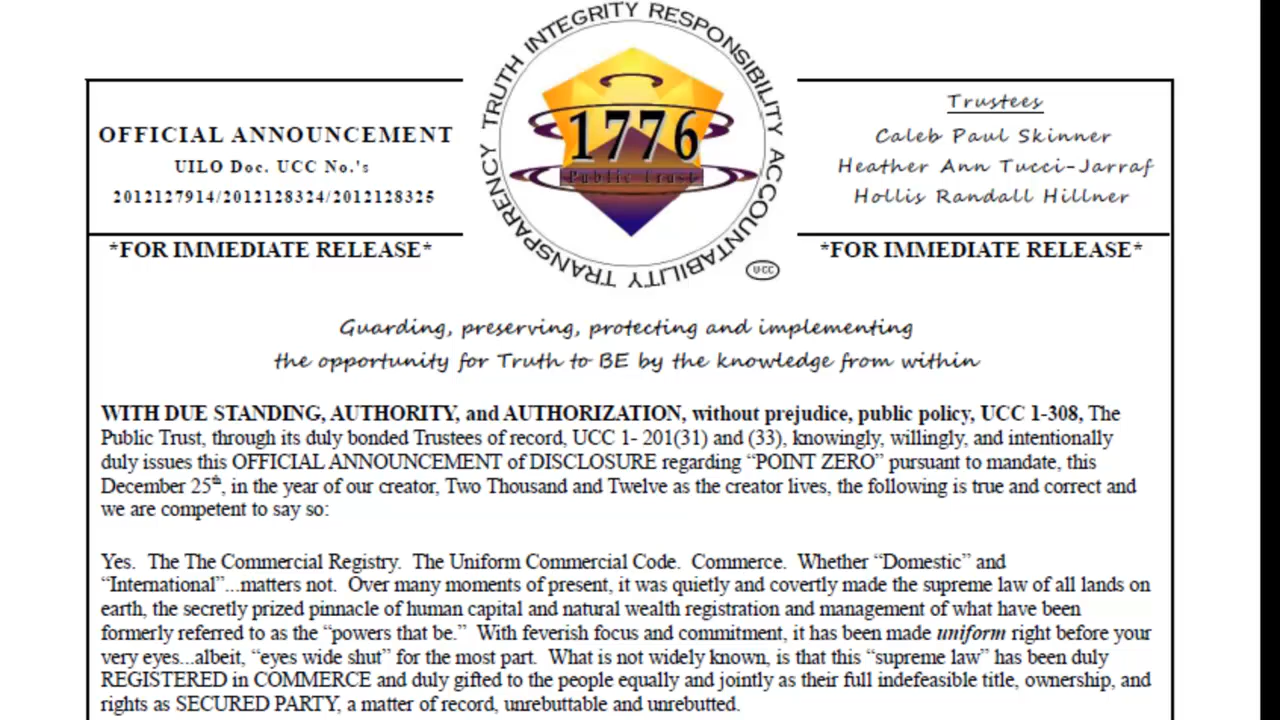 TRANSPARENCY TRUTH INTEGRITY RESPONSIBILITY ACCOUNTABILITY
1776
Public Trust
UCC
OFFICIAL ANNOUNCEMENT
UILO Doc. UCC No.'s
2012127914/2012128324/2012128325
Trustees
Caleb Paul Skinner
Heather Ann Tucci-Jarraf
Hollis Randall Hillner
*FOR IMMEDIATE RELEASE*
*FOR IMMEDIATE RELEASE*
Guarding, preserving, protecting and implementing
the opportunity for Truth to BE by the knowledge from within
WITH DUE STANDING, AUTHORITY, and AUTHORIZATION, without prejudice, public policy, UCC 1-308, The
Public Trust, through its duly bonded Trustees of record, UCC 1- 201(31) and (33), knowingly, willingly, and intentionally
duly issues this OFFICIAL ANNOUNCEMENT of DISCLOSURE regarding “POINT ZERO” pursuant to mandate, this
December 25th, in the year of our creator, Two Thousand and Twelve as the creator lives, the following is true and correct and
we are competent to say so:
Yes. The The Commercial Registry. The Uniform Commercial Code. Commerce. Whether “Domestic” and
“International”...matters not. Over many moments of present, it was quietly and covertly made the supreme law of all lands on
earth, the secretly prized pinnacle of human capital and natural wealth registration and management of what have been
formerly referred to as the “powers that be.” With feverish focus and commitment, it has been made uniform right before your
very eyes...albeit, “eyes wide shut” for the most part. What is not widely known, is that this “supreme law” has been duly
REGISTERED in COMMERCE and duly gifted to the people equally and jointly as their full indefeasible title, ownership, and
rights as SECURED PARTY, a matter of record, unrebuttable and unrebutted.